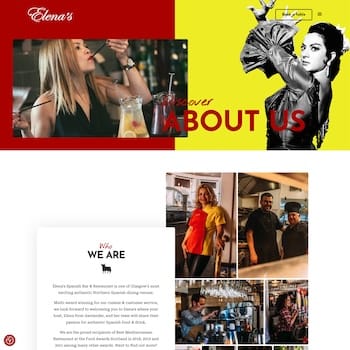 Elena's
Book a Table
Discover
ABOUT US
Who
WE ARE
Elena's Spanish Bar & Restaurant is one of Glasgow's most
exciting authentic Northern Spanish dining venues.
Multi award winning for our cuisine & customer service,
we look forward to welcoming you to Govan's where your
host, Elena from Santander, and her team will share their
passion for authentic Spanish food & drink.
We are the proud recipient of Best Mediterranean
Restaurant at the Food Awards Scotland in 2018, 2019 and
2021 among many other awards. Want to find out more?